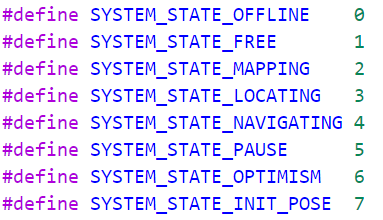 #define SYSTEM_STATE_OFFLINE 0
#define SYSTEM_STATE_FREE 1
#define SYSTEM_STATE_MAPPING 2
#define SYSTEM_STATE_LOCATING 3
#define SYSTEM_STATE_NAVIGATING 4
#define SYSTEM_STATE_PAUSE 5
#define SYSTEM_STATE_OPTIMISM 6
#define SYSTEM_STATE_INIT_POSE 7